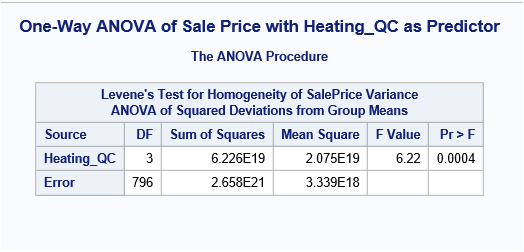 One-Way ANOVA of Sale Price with Heating_QC as Predictor
The ANOVA Procedure
Levene's Test for Homogeneity of SalePrice Variance
ANOVA of Squared Deviations from Group Means
Source DF Sum of Squares Mean Square F Value Pr > F
Heating_QC 3 6.226E19 2.075E19 6.22 0.0004
Error 796 2.658E21 3.339E18